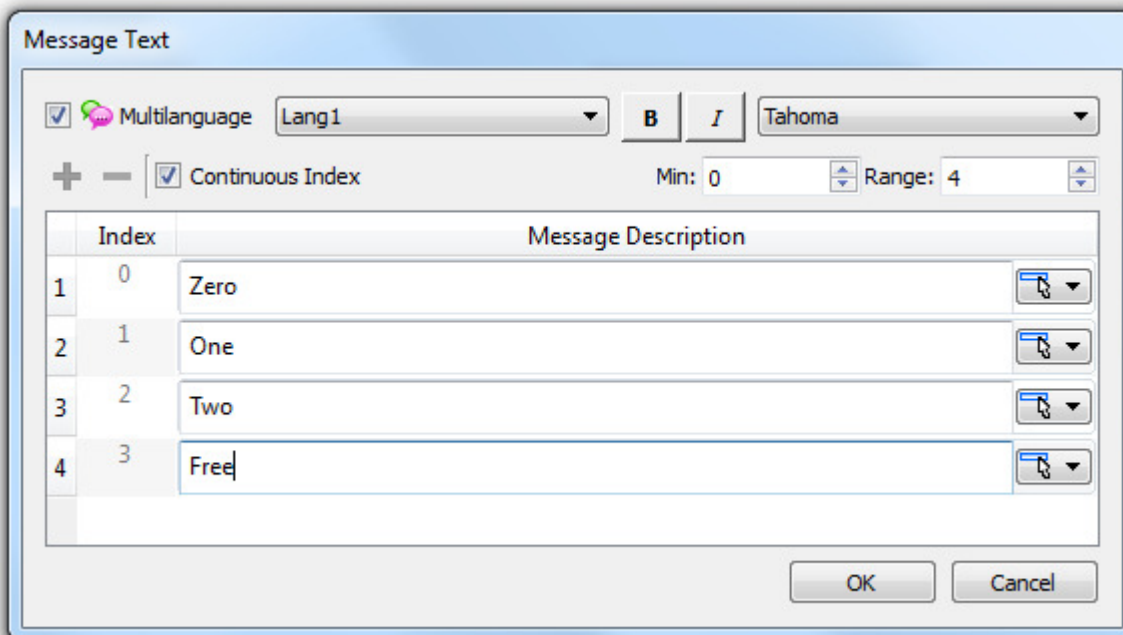 Message Text
Multilanguage Lang1 B I Tahoma
Continuous Index Min: 0 Range: 4
Index Message Description
1 0 Zero
2 1 One
3 2 Two
4 3 Free
OK Cancel